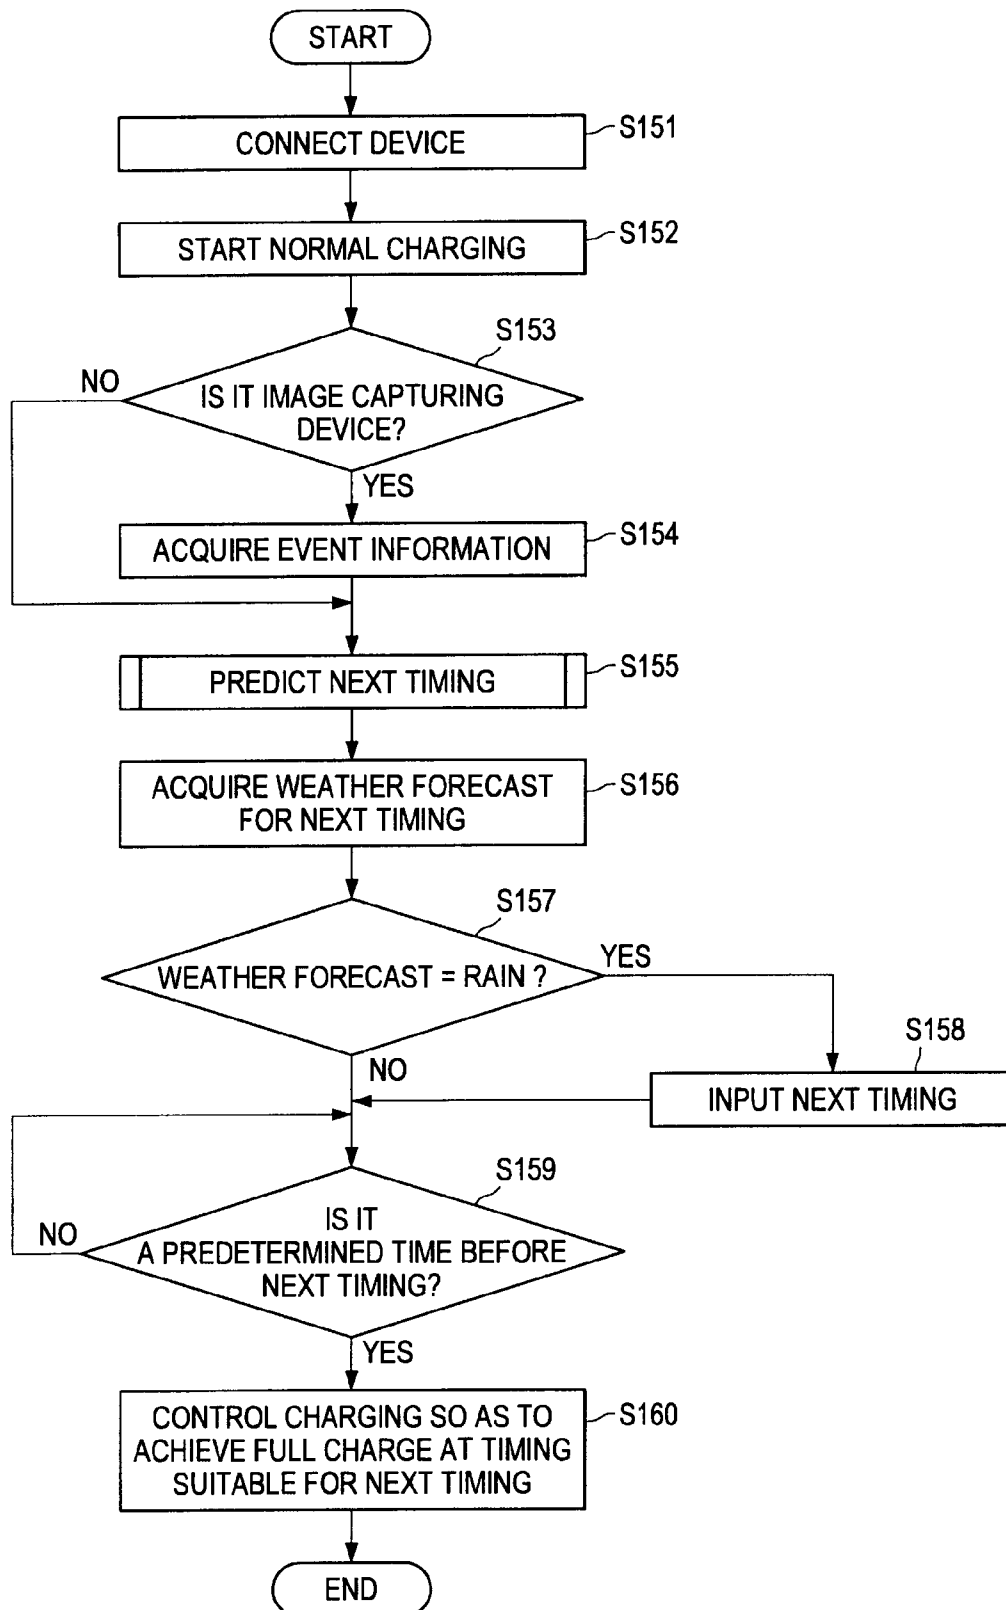 START
CONNECT DEVICE
S151
START NORMAL CHARGING
S152
S153
NO
IS IT IMAGE CAPTURING
DEVICE?
YES
ACQUIRE EVENT INFORMATION
S154
PREDICT NEXT TIMING
S155
ACQUIRE WEATHER FORECAST
FOR NEXT TIMING
S156
S157
WEATHER FORECAST = RAIN ?
YES
NO
S158
INPUT NEXT TIMING
S159
NO
IS IT
A PREDETERMINED TIME BEFORE
NEXT TIMING?
YES
CONTROL CHARGING SO AS TO
ACHIEVE FULL CHARGE AT TIMING
SUITABLE FOR NEXT TIMING
S160
END